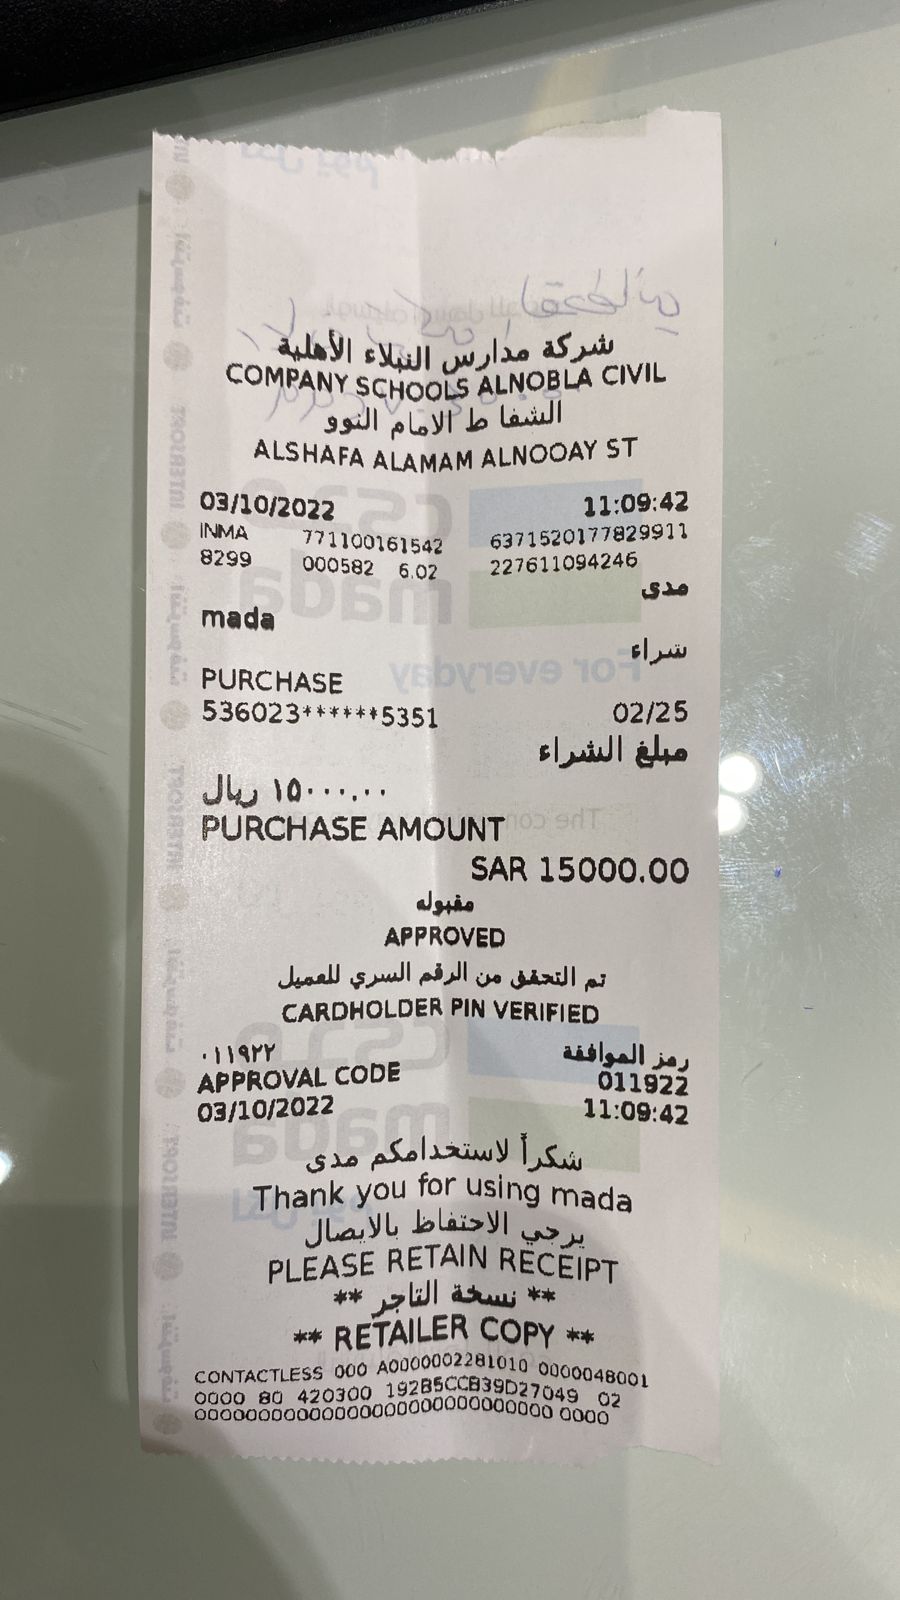 شركة مدارس النبلاء الأهلية
COMPANY SCHOOLS ALNOBLA CIVIL
الشفا ط الامام النوو
ALSHAFA ALAMAM ALNOOAY ST
03/10/2022 11:09:42
INMA 771100161542 6371520177829911
8299 000582 6.02 227611094246
مدى
mada
شراء
PURCHASE
536023******5351 02/25
مبلغ الشراء
١٥٠٠٠.٠٠ ريال
PURCHASE AMOUNT
SAR 15000.00
مقبوله
APPROVED
تم التحقق من الرقم السري للعميل
CARDHOLDER PIN VERIFIED
رمز الموافقة ٠١١٩٢٢
APPROVAL CODE 011922
03/10/2022 11:09:42
شكراً لاستخدامكم مدى
Thank you for using mada
يرجي الاحتفاظ بالايصال
PLEASE RETAIN RECEIPT
** نسخة التاجر **
** RETAILER COPY **
CONTACTLESS 000 A0000002281010 0000048001
0000 80 420300 192B5CCB39D27049 02